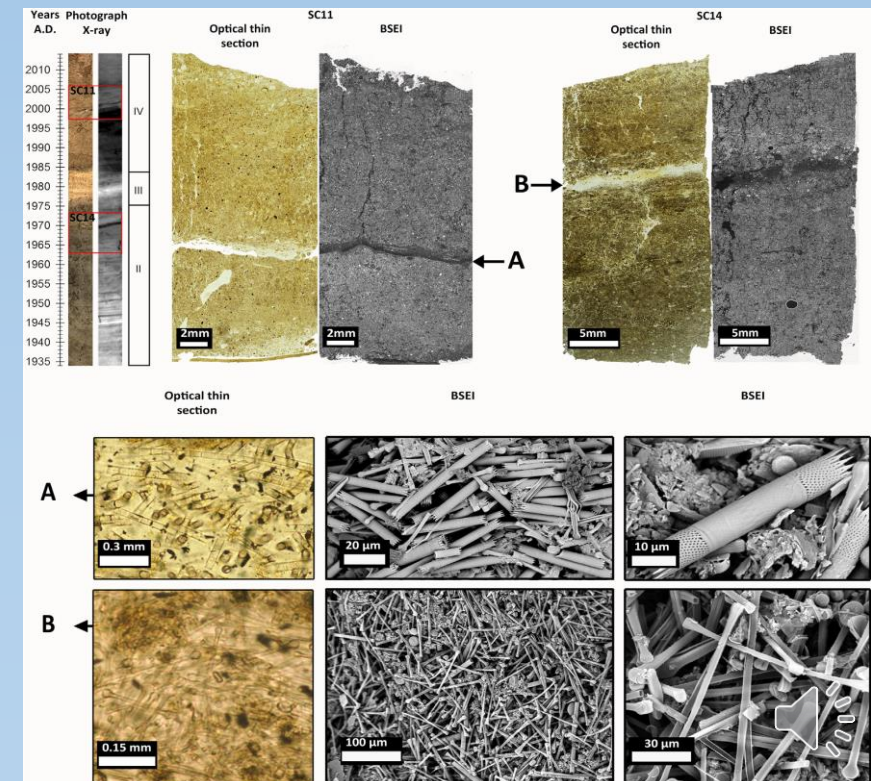 Years A.D.
Photograph
X-ray
2010
2005
2000
1995
1990
1985
1980
1975
1970
1965
1960
1955
1950
1945
1940
1935
SC11
SC14
IV
III
II
SC11
Optical thin section
BSEI
A
2mm
2mm
SC14
Optical thin section
BSEI
B
5mm
5mm
Optical thin section
BSEI
BSEI
A
0.3 mm
20 µm
10 µm
B
0.15 mm
100 µm
30 µm